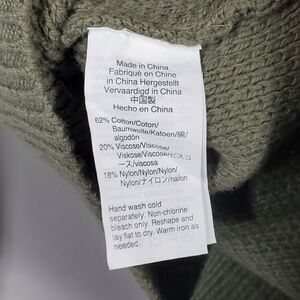 Made in China
Fabriqué en Chine
in China Hergestellt
Vervaardigd in China
中国製
Hecho en China
62% Cotton/Coton/
Baumwolle/Katoen/綿/
algodón
20% Viscose/Viscose/
Viskose/Viscose/ビスコ
ース/viscosa
18% Nylon/Nylon/Nylon/
Nylon/ナイロン/nailon
Hand wash cold
separately. Non-chlorine
bleach only. Reshape and
lay flat to dry. Warm iron as
needed.